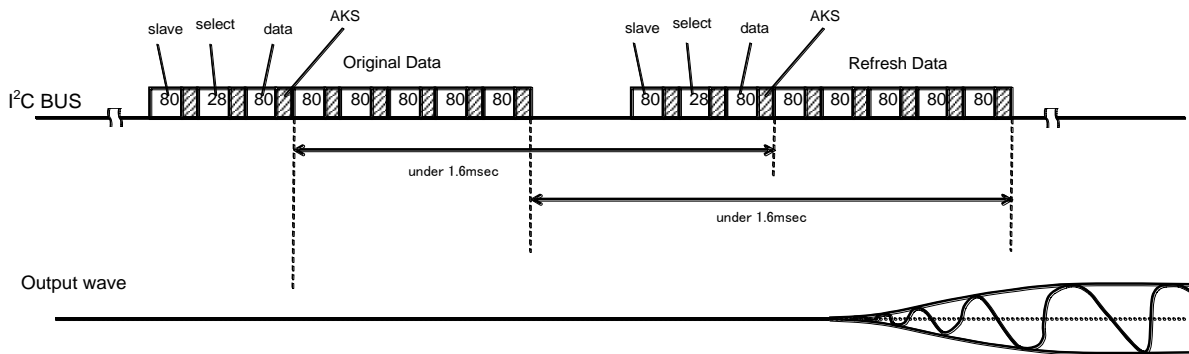 AKS
slave select data
Original Data
AKS
slave select data
Refresh Data
I²C BUS
80 28 80 80 80 80 80 80
80 28 80 80 80 80 80 80
under 1.6msec
under 1.6msec
Output wave